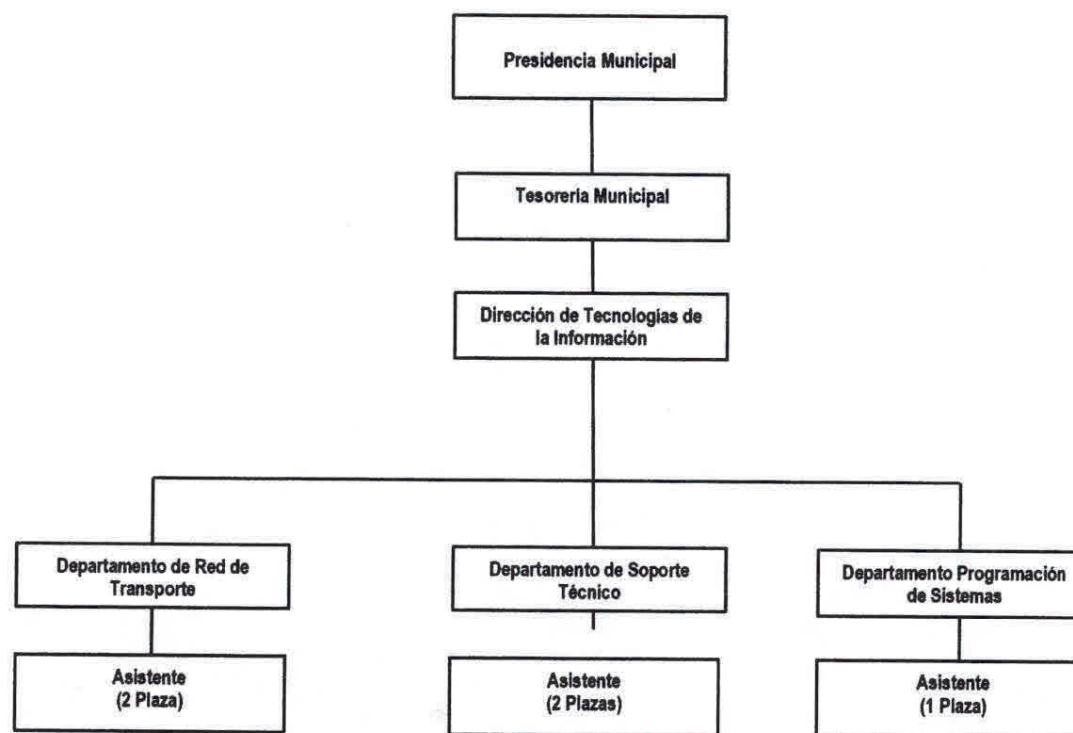 Presidencia Municipal
Tesorería Municipal
Dirección de Tecnologías de
la Información
Departamento de Red de
Transporte
Departamento de Soporte
Técnico
Departamento Programación
de Sistemas
Asistente
(2 Plaza)
Asistente
(2 Plazas)
Asistente
(1 Plaza)